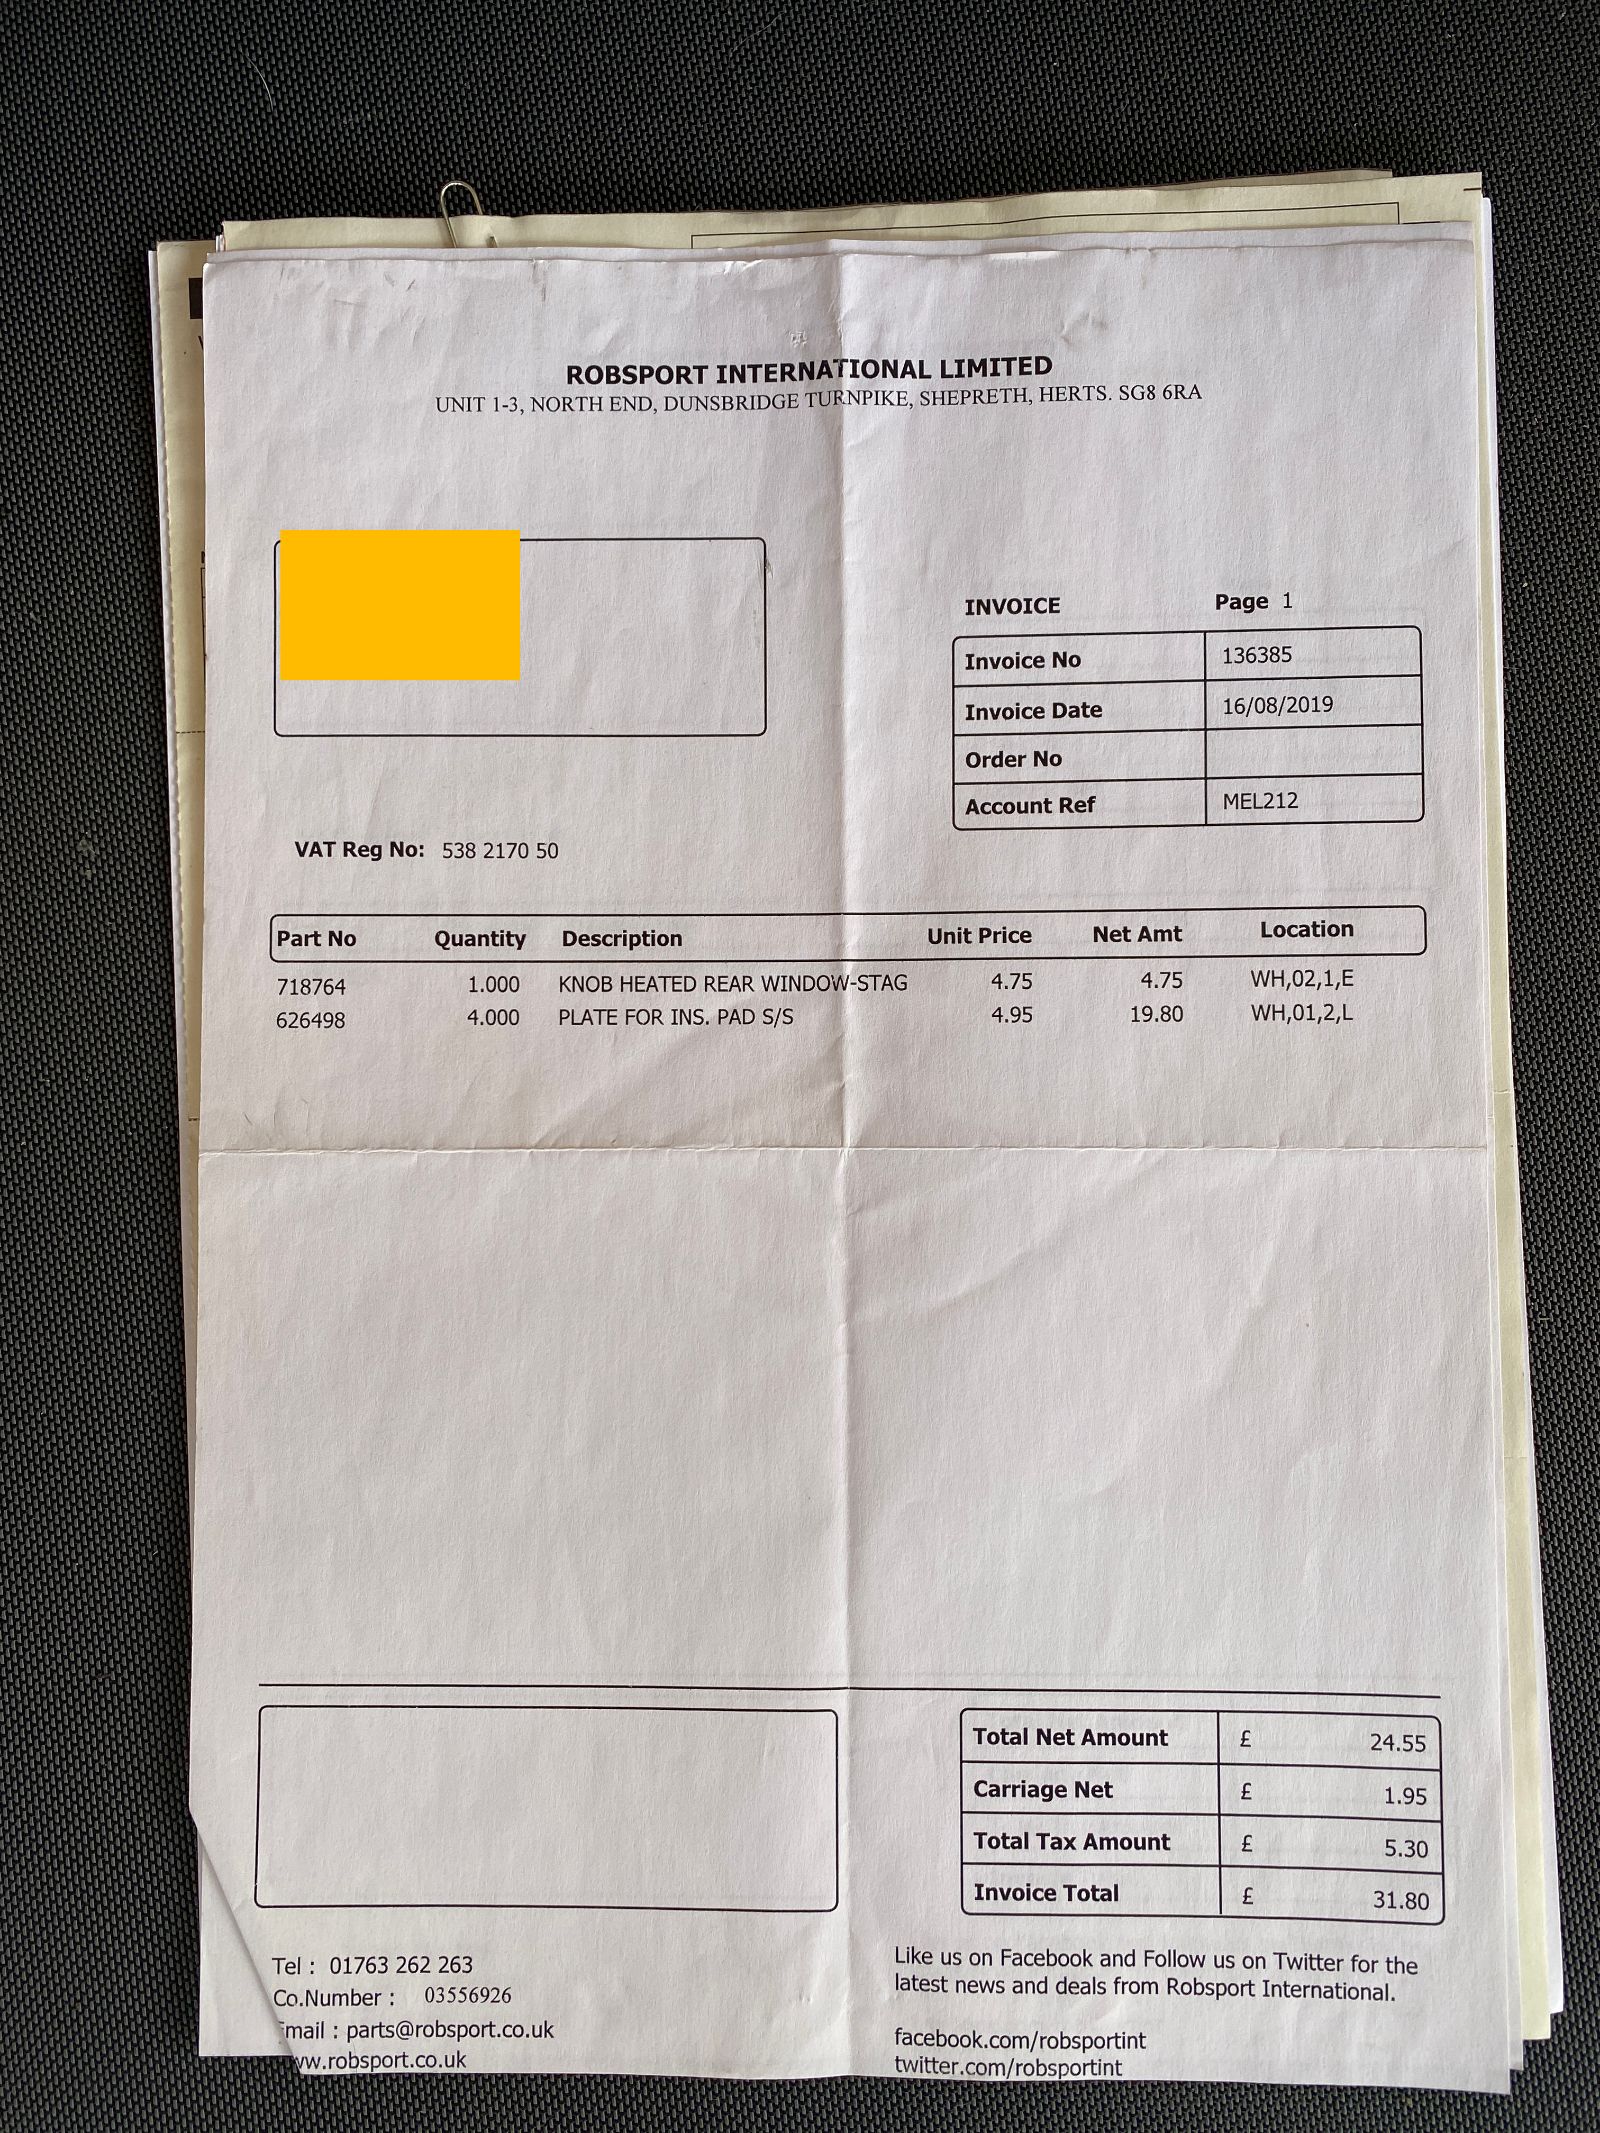 ROBSPORT INTERNATIONAL LIMITED
UNIT 1-3, NORTH END, DUNSBRIDGE TURNPIKE, SHEPRETH, HERTS. SG8 6RA
INVOICE Page 1
Invoice No 136385
Invoice Date 16/08/2019
Order No
Account Ref MEL212
VAT Reg No: 538 2170 50
Part No Quantity Description Unit Price Net Amt Location
718764 1.000 KNOB HEATED REAR WINDOW-STAG 4.75 4.75 WH,02,1,E
626498 4.000 PLATE FOR INS. PAD S/S 4.95 19.80 WH,01,2,L
Total Net Amount £ 24.55
Carriage Net £ 1.95
Total Tax Amount £ 5.30
Invoice Total £ 31.80
Tel : 01763 262 263
Co.Number : 03556926
mail : parts@robsport.co.uk
w.robsport.co.uk
Like us on Facebook and Follow us on Twitter for the
latest news and deals from Robsport International.
facebook.com/robsportint
twitter.com/robsportint